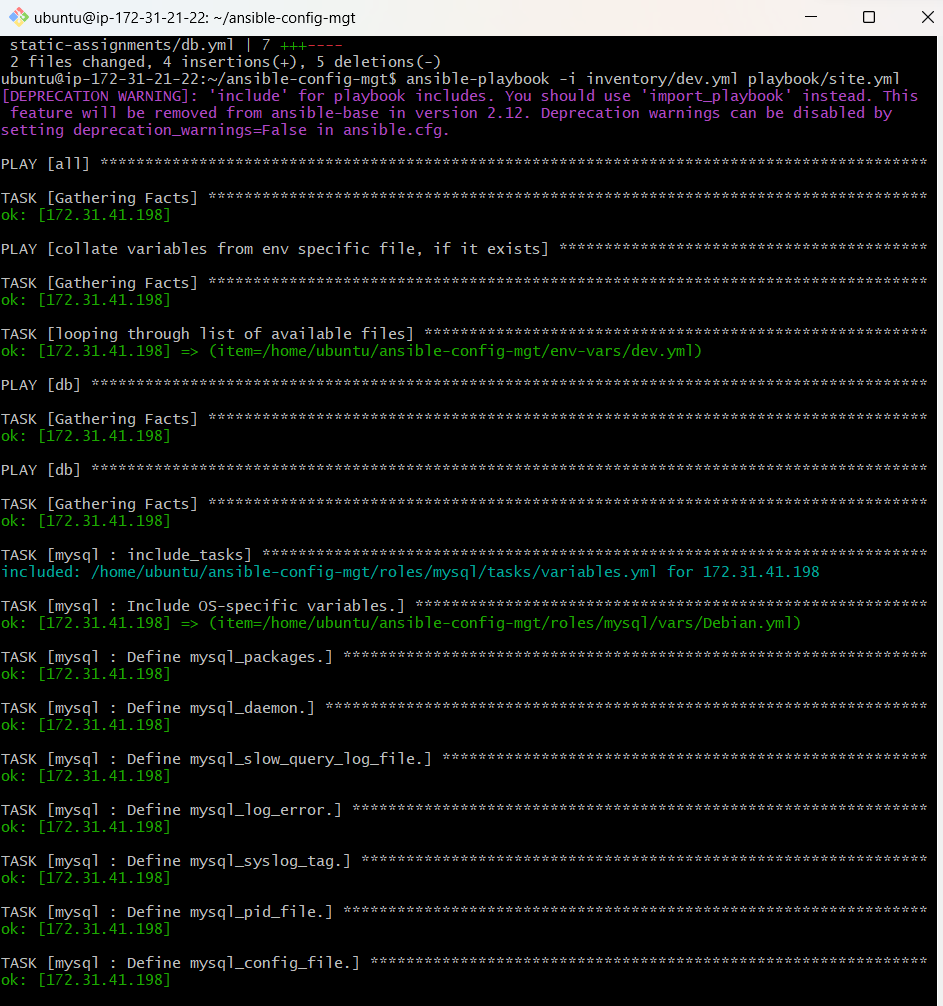 ubuntu@ip-172-31-21-22: ~/ansible-config-mgt
static-assignments/db.yml | 7 +++----
2 files changed, 4 insertions(+), 5 deletions(-)
ubuntu@ip-172-31-21-22:~/ansible-config-mgt$ ansible-playbook -i inventory/dev.yml playbook/site.yml
[DEPRECATION WARNING]: 'include' for playbook includes. You should use 'import_playbook' instead. This
feature will be removed from ansible-base in version 2.12. Deprecation warnings can be disabled by
setting deprecation_warnings=False in ansible.cfg.
PLAY [all] ********************************************************************************************
TASK [Gathering Facts] ********************************************************************************
ok: [172.31.41.198]
PLAY [collate variables from env specific file, if it exists] *****************************************
TASK [Gathering Facts] ********************************************************************************
ok: [172.31.41.198]
TASK [looping through list of available files] ********************************************************
ok: [172.31.41.198] => (item=/home/ubuntu/ansible-config-mgt/env-vars/dev.yml)
PLAY [db] *********************************************************************************************
TASK [Gathering Facts] ********************************************************************************
ok: [172.31.41.198]
PLAY [db] *********************************************************************************************
TASK [Gathering Facts] ********************************************************************************
ok: [172.31.41.198]
TASK [mysql : include_tasks] **************************************************************************
included: /home/ubuntu/ansible-config-mgt/roles/mysql/tasks/variables.yml for 172.31.41.198
TASK [mysql : Include OS-specific variables.] *********************************************************
ok: [172.31.41.198] => (item=/home/ubuntu/ansible-config-mgt/roles/mysql/vars/Debian.yml)
TASK [mysql : Define mysql_packages.] *****************************************************************
ok: [172.31.41.198]
TASK [mysql : Define mysql_daemon.] *******************************************************************
ok: [172.31.41.198]
TASK [mysql : Define mysql_slow_query_log_file.] ******************************************************
ok: [172.31.41.198]
TASK [mysql : Define mysql_log_error.] ****************************************************************
ok: [172.31.41.198]
TASK [mysql : Define mysql_syslog_tag.] ***************************************************************
ok: [172.31.41.198]
TASK [mysql : Define mysql_pid_file.] *****************************************************************
ok: [172.31.41.198]
TASK [mysql : Define mysql_config_file.] **************************************************************
ok: [172.31.41.198]